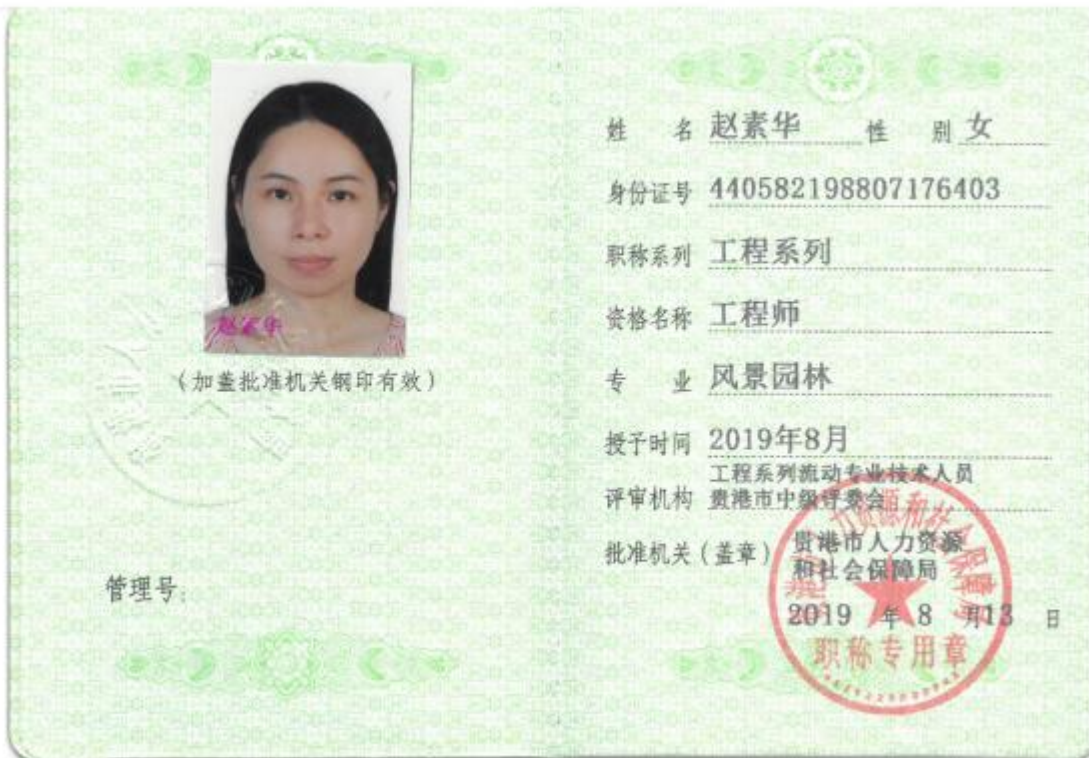 赵素华
（加盖批准机关钢印有效）
管理号：
姓 名 赵素华 性 别 女
身份证号 440582198807176403
职称系列 工程系列
资格名称 工程师
专 业 风景园林
授予时间 2019年8月
工程系列流动专业技术人员
评审机构 贵港市中级评委会
批准机关（盖章） 贵港市人力资源
和社会保障局
2019 年 8 月13 日
职称专用章